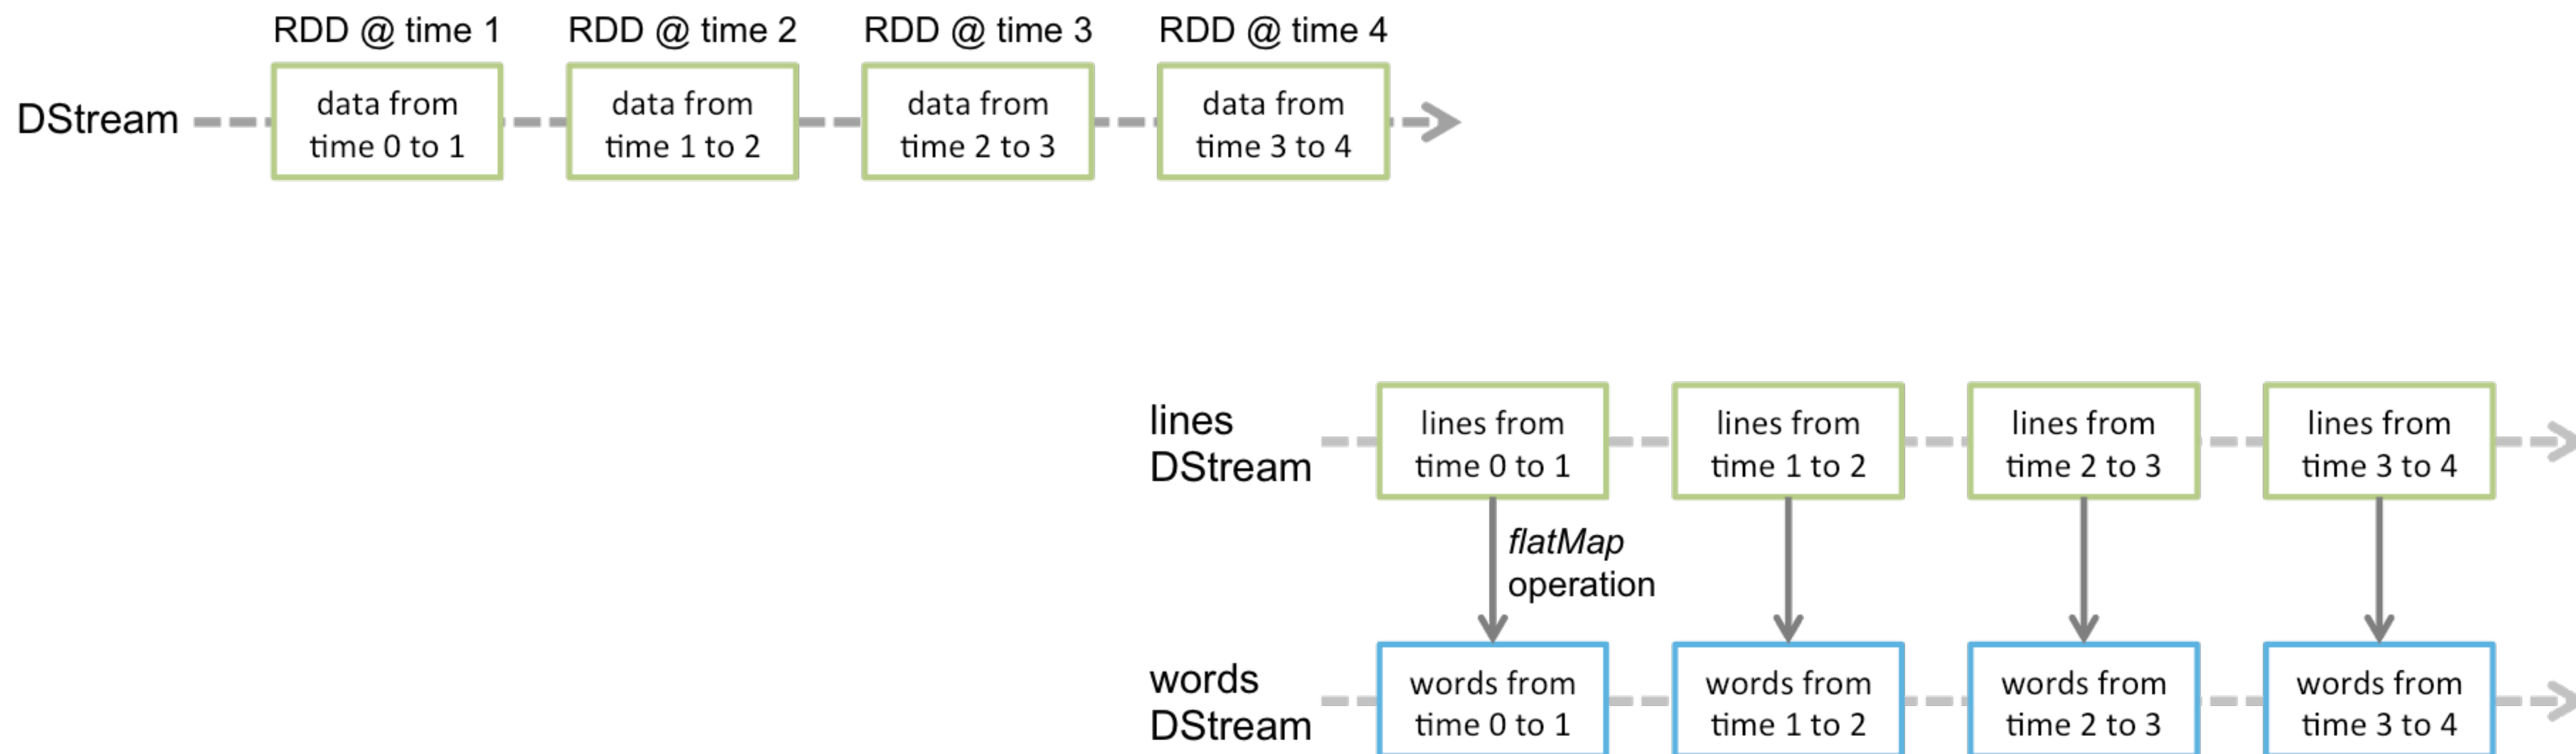 RDD @ time 1
RDD @ time 2
RDD @ time 3
RDD @ time 4
DStream
data from
time 0 to 1
data from
time 1 to 2
data from
time 2 to 3
data from
time 3 to 4
lines
DStream
lines from
time 0 to 1
lines from
time 1 to 2
lines from
time 2 to 3
lines from
time 3 to 4
flatMap
operation
words
DStream
words from
time 0 to 1
words from
time 1 to 2
words from
time 2 to 3
words from
time 3 to 4